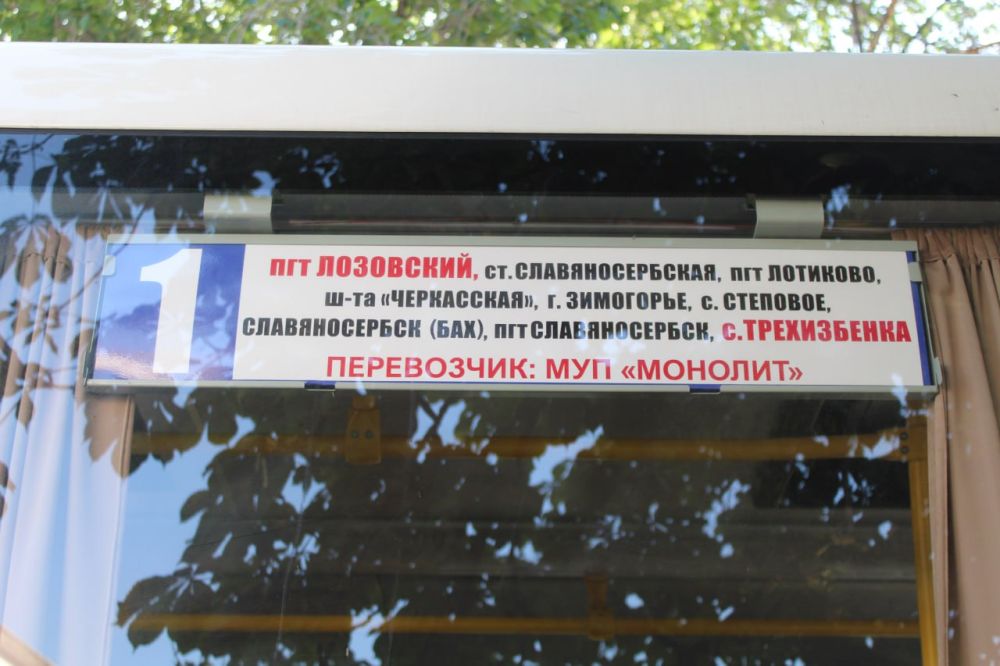 1
пгт ЛОЗОВСКИЙ, ст. СЛАВЯНОСЕРБСКАЯ, пгт ЛОТИКОВО,
ш-та «ЧЕРКАССКАЯ», г. ЗИМОГОРЬЕ, с. СТЕПОВОЕ,
СЛАВЯНОСЕРБСК (БАХ), пгт СЛАВЯНОСЕРБСК, с.ТРЕХИЗБЕНКА
ПЕРЕВОЗЧИК: МУП «МОНОЛИТ»